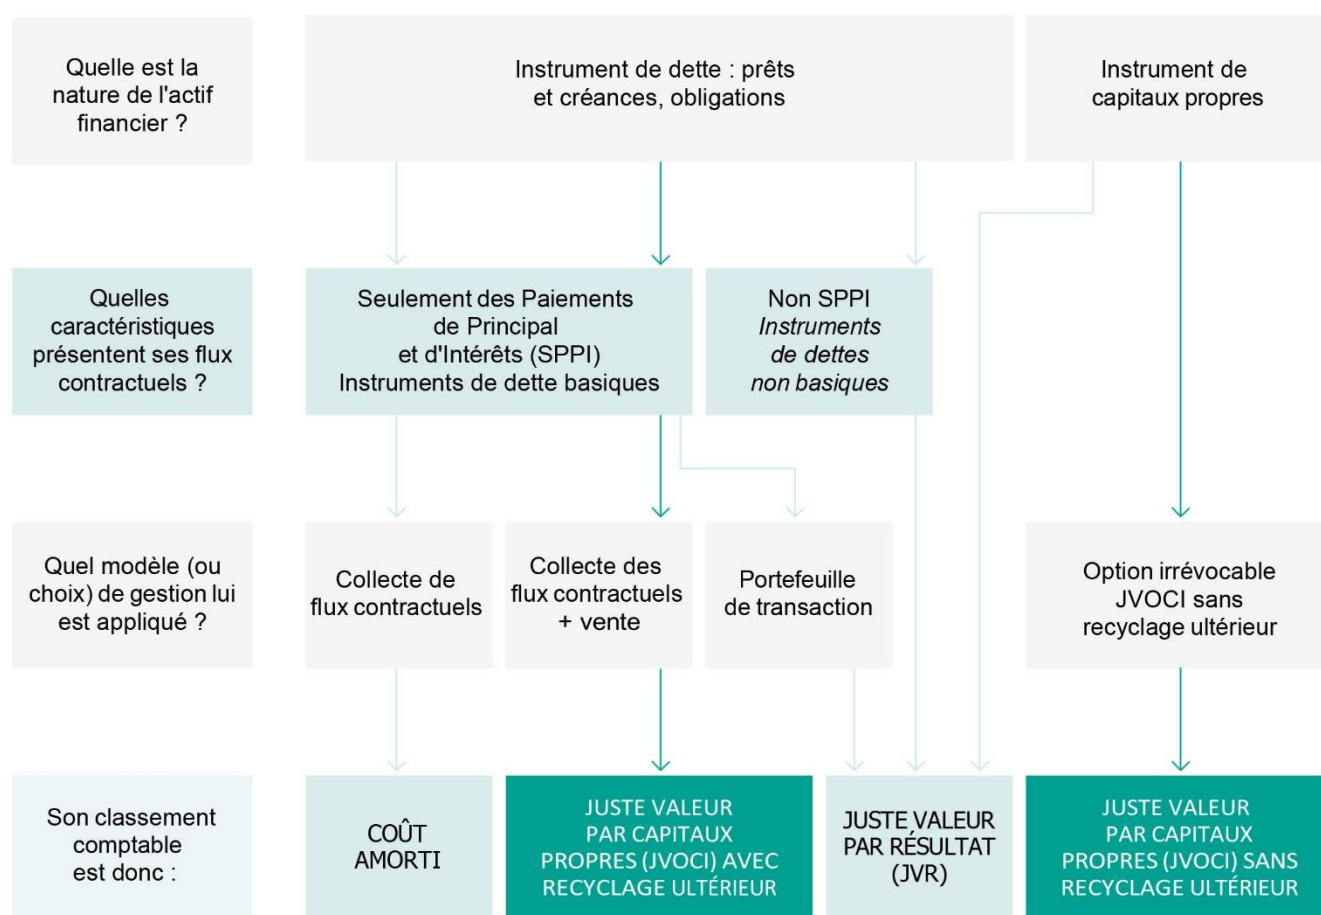 Quelle est la
nature de l'actif
financier ?
Instrument de dette : prêts
et créances, obligations
Instrument de
capitaux propres
Quelles
caractéristiques
présentent ses flux
contractuels ?
Seulement des Paiements
de Principal
et d'Intérêts (SPPI)
Instruments de dette basiques
Non SPPI
Instruments
de dettes
non basiques
Quel modèle (ou
choix) de gestion lui
est appliqué ?
Collecte de
flux contractuels
Collecte des
flux contractuels
+ vente
Portefeuille
de transaction
Option irrévocable
JVOCI sans
recyclage ultérieur
Son classement
comptable
est donc :
COÛT
AMORTI
JUSTE VALEUR
PAR CAPITAUX
PROPRES (JVOCI) AVEC
RECYCLAGE ULTÉRIEUR
JUSTE VALEUR
PAR RÉSULTAT
(JVR)
JUSTE VALEUR
PAR CAPITAUX
PROPRES (JVOCI) SANS
RECYCLAGE ULTÉRIEUR